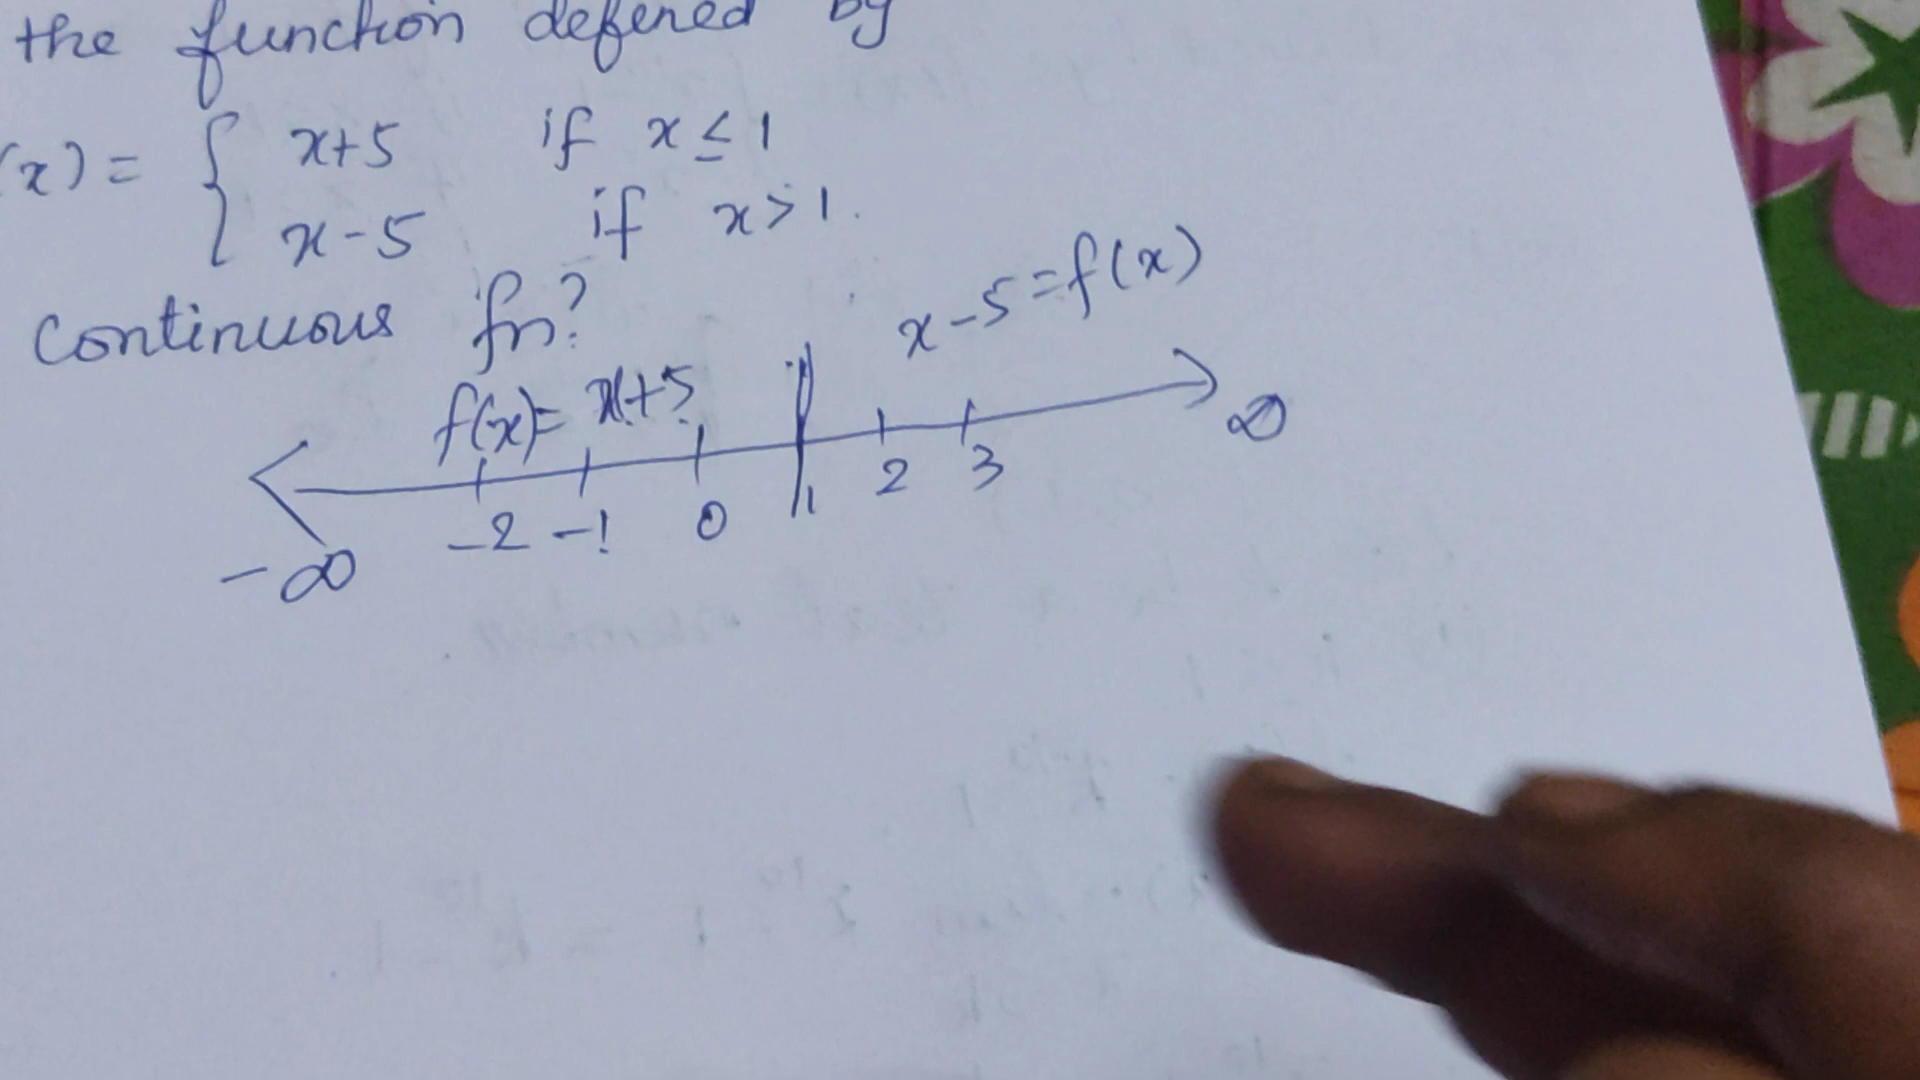 the function defened by
(x) = { x+5 if x ≤ 1
x-5 if x > 1.
Continuous fn?
x-5 = f(x)
f(x) = x+5
-∞ -2 -1 0 1 2 3 ∞